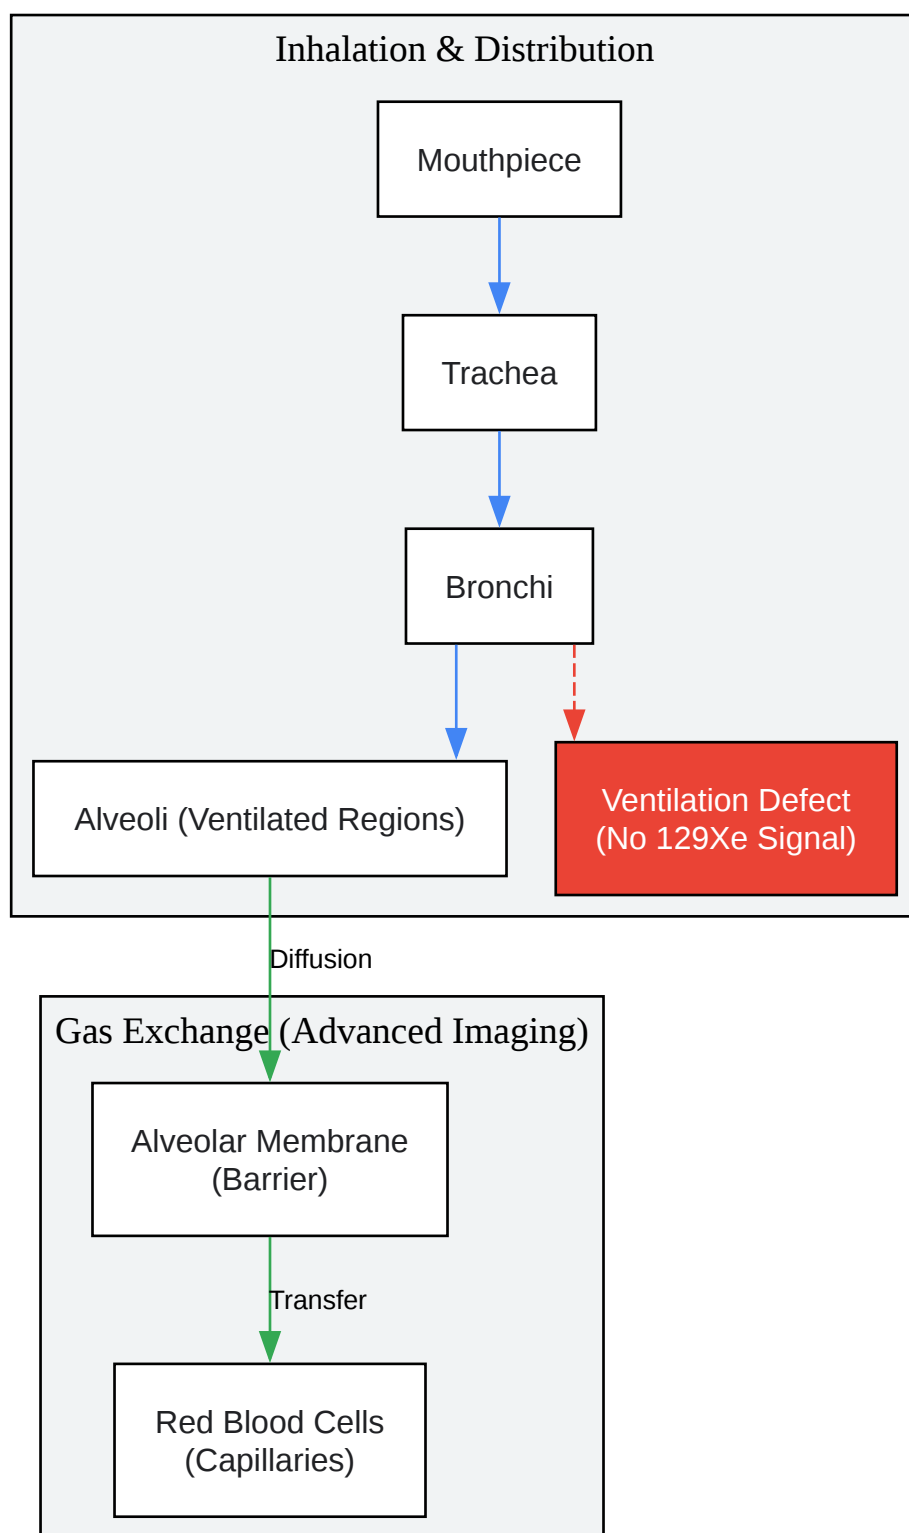 Inhalation & Distribution
Mouthpiece
Trachea
Bronchi
Alveoli (Ventilated Regions)
Ventilation Defect
(No 129Xe Signal)
Diffusion
Gas Exchange (Advanced Imaging)
Alveolar Membrane
(Barrier)
Transfer
Red Blood Cells
(Capillaries)